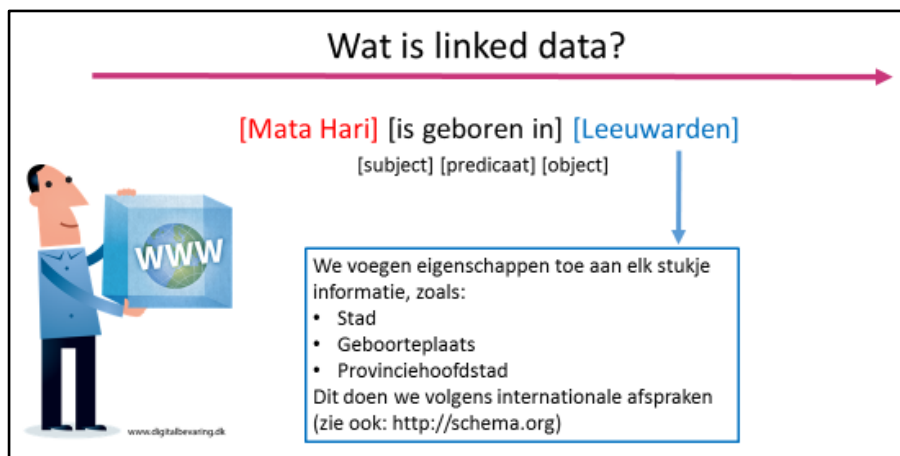 Wat is linked data?
[Mata Hari] [is geboren in] [Leeuwarden]
[subject] [predicaat] [object]
www
We voegen eigenschappen toe aan elk stukje
informatie, zoals:
• Stad
• Geboorteplaats
• Provinciehoofdstad
Dit doen we volgens internationale afspraken
(zie ook: http://schema.org)
www.digitalbevaring.dk